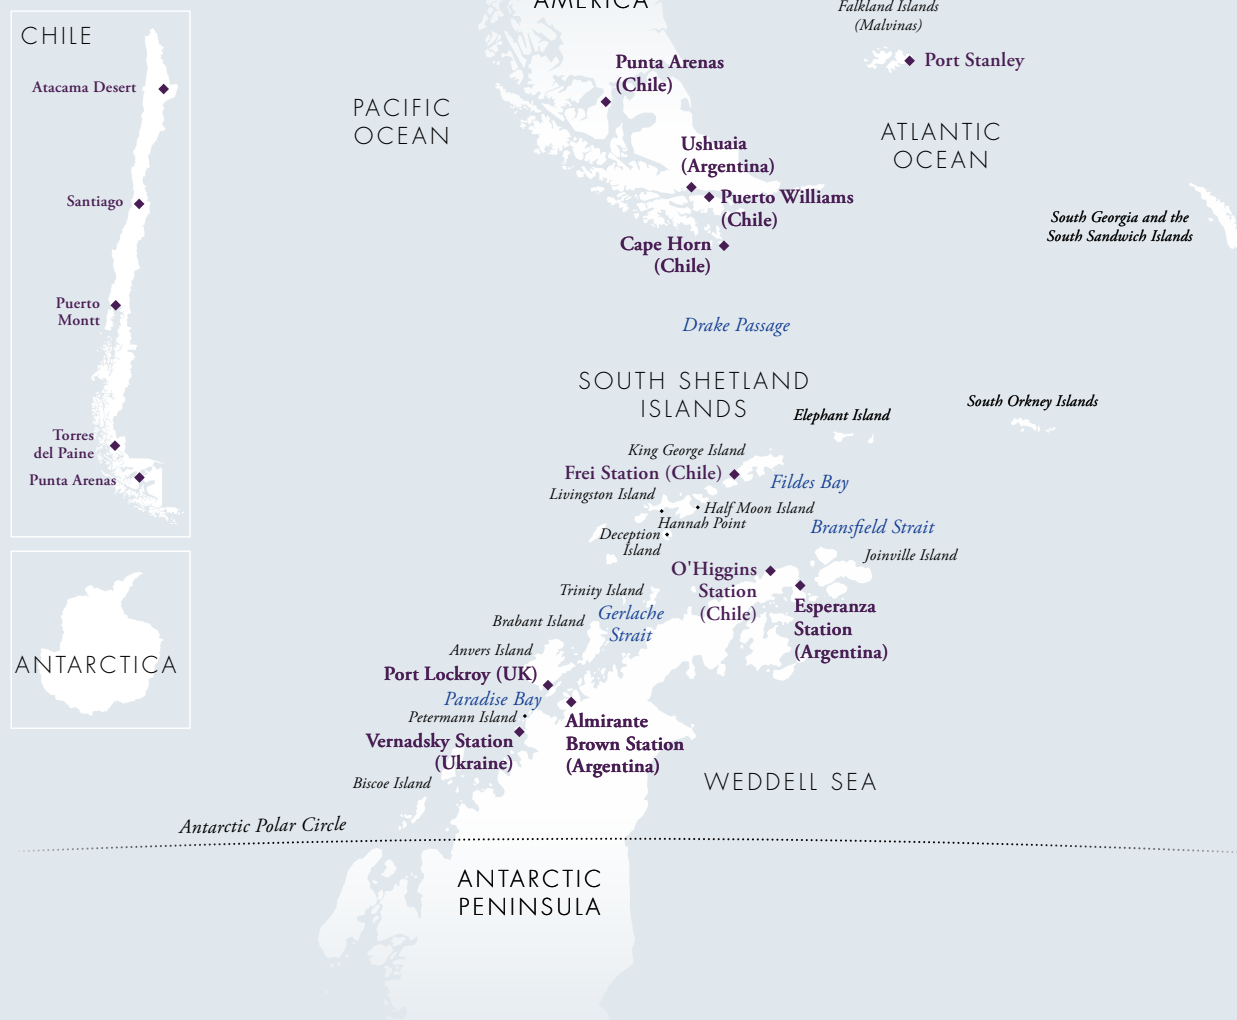 AMERICA
Falkland Islands
(Malvinas)
CHILE
Punta Arenas
(Chile)
Port Stanley
Atacama Desert
PACIFIC
OCEAN
ATLANTIC
OCEAN
Ushuaia
(Argentina)
Santiago
Puerto Williams
(Chile)
South Georgia and the
South Sandwich Islands
Cape Horn
(Chile)
Puerto
Montt
Drake Passage
SOUTH SHETLAND
ISLANDS
Elephant Island
South Orkney Islands
Torres
del Paine
King George Island
Frei Station (Chile)
Punta Arenas
Fildes Bay
Livingston Island
Half Moon Island
Hannah Point
Bransfield Strait
Deception
Island
Joinville Island
O'Higgins
Station
(Chile)
Trinity Island
Esperanza
Station
(Argentina)
Gerlache
Strait
Brabant Island
Anvers Island
ANTARCTICA
Port Lockroy (UK)
Paradise Bay
Petermann Island
Almirante
Brown Station
(Argentina)
Vernadsky Station
(Ukraine)
Biscoe Island
WEDDELL SEA
Antarctic Polar Circle
ANTARCTIC
PENINSULA